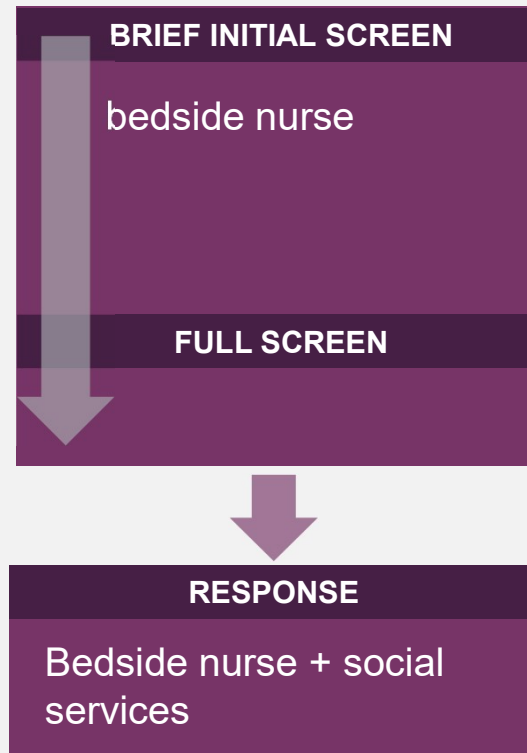 BRIEF INITIAL SCREEN
bedside nurse
FULL SCREEN
RESPONSE
Bedside nurse + social
services